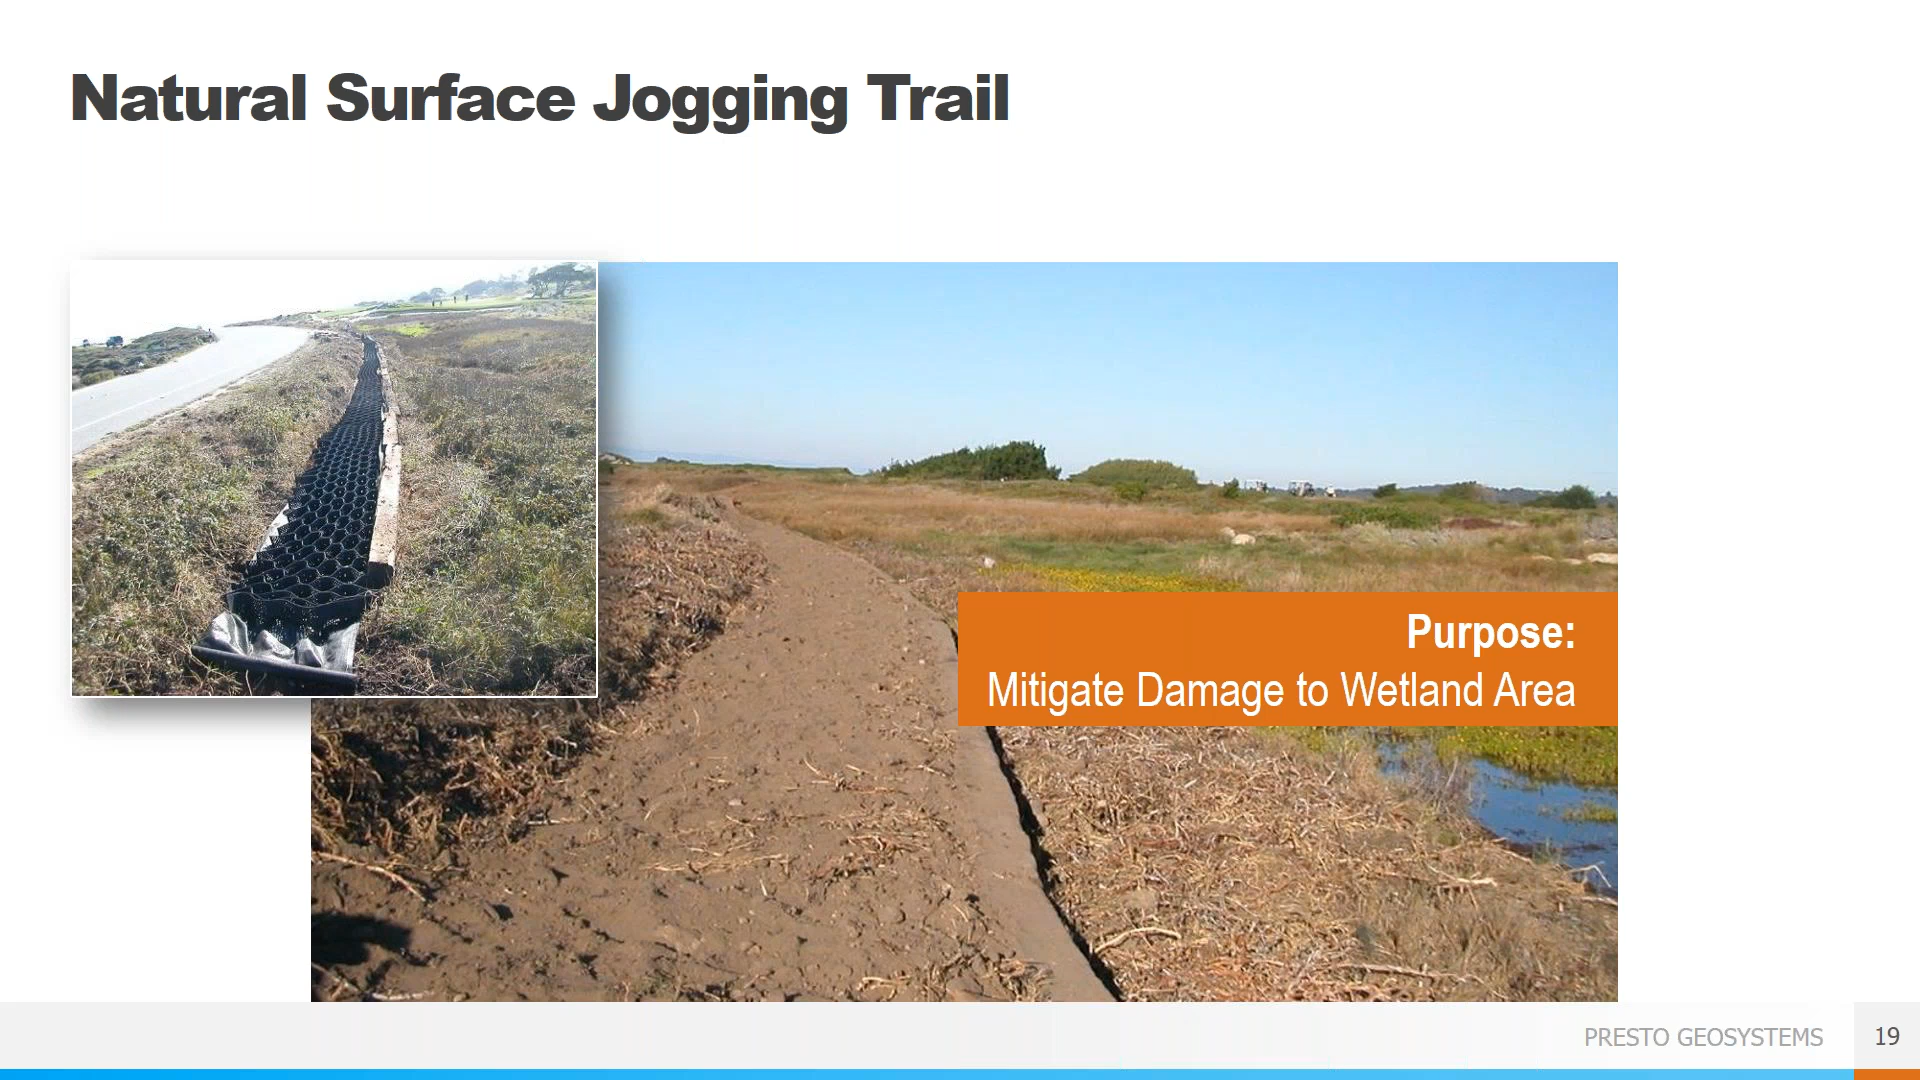 Natural Surface Jogging Trail
Purpose:
Mitigate Damage to Wetland Area
PRESTO GEOSYSTEMS
19